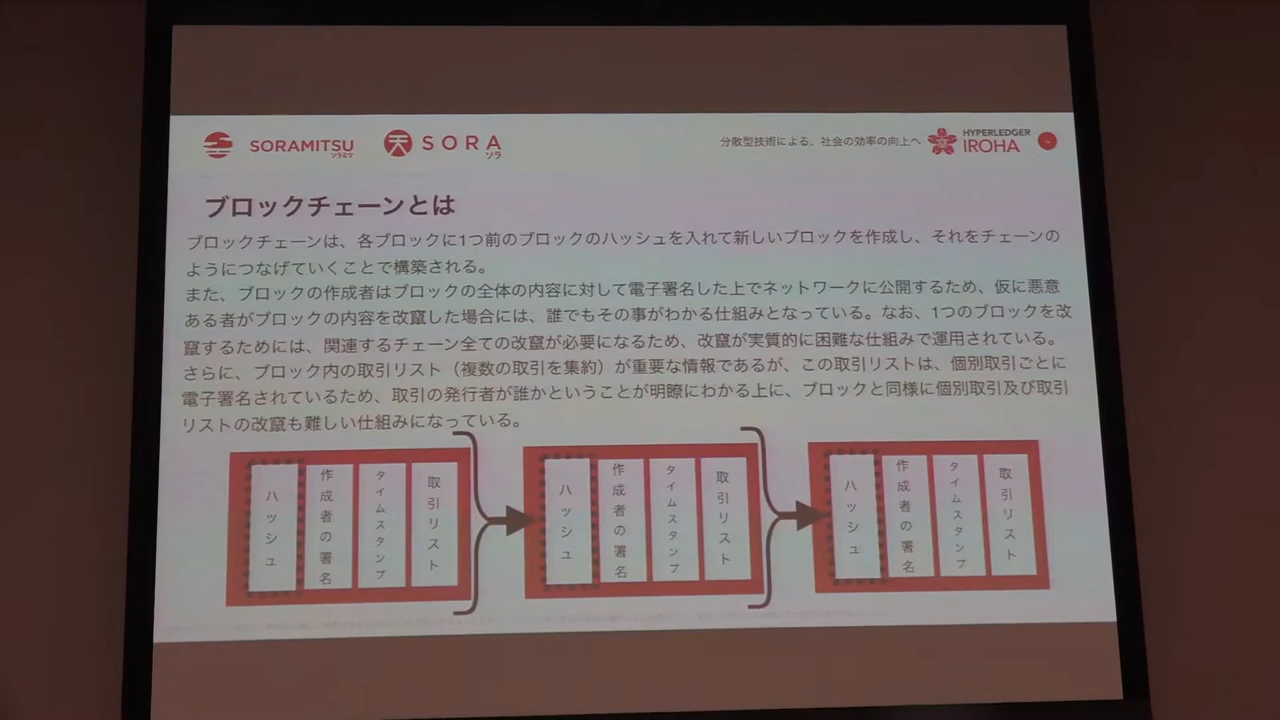 SORAMITSU
ソラミツ
SORA
ソラ
分散型技術による、社会の効率の向上へ
HYPERLEDGER
IROHA
ブロックチェーンとは
ブロックチェーンは、各ブロックに1つ前のブロックのハッシュを入れて新しいブロックを作成し、それをチェーンの
ようにつなげていくことで構築される。
また、ブロックの作成者はブロックの全体の内容に対して電子署名した上でネットワークに公開するため、仮に悪意
ある者がブロックの内容を改竄した場合には、誰でもその事がわかる仕組みとなっている。なお、1つのブロックを改
竄するためには、関連するチェーン全ての改竄が必要になるため、改竄が実質的に困難な仕組みで運用されている。
さらに、ブロック内の取引リスト（複数の取引を集約）が重要な情報であるが、この取引リストは、個別取引ごとに
電子署名されているため、取引の発行者が誰かということが明瞭にわかる上に、ブロックと同様に個別取引及び取引
リストの改竄も難しい仕組みになっている。
ハッシュ
作成者の署名
タイムスタンプ
取引リスト
ハッシュ
作成者の署名
タイムスタンプ
取引リスト
ハッシュ
作成者の署名
タイムスタンプ
取引リスト